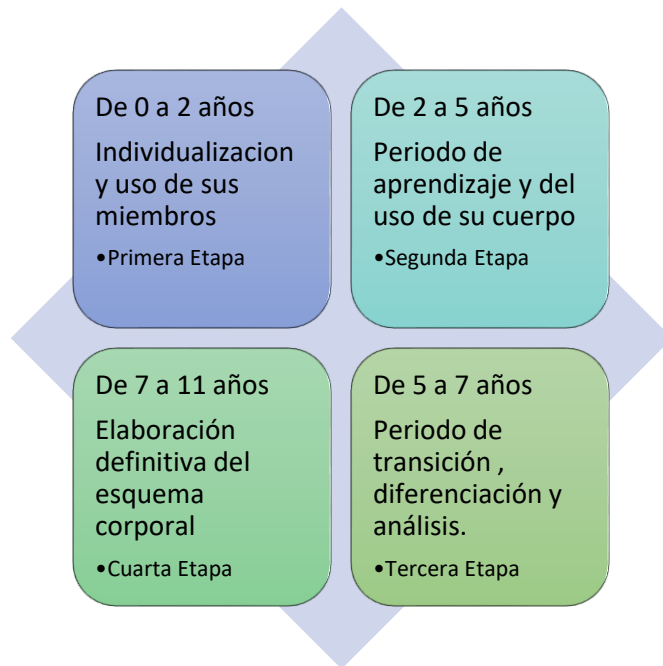 De 0 a 2 años
Individualizacion
y uso de sus
miembros
•Primera Etapa
De 2 a 5 años
Periodo de
aprendizaje y del
uso de su cuerpo
•Segunda Etapa
De 7 a 11 años
Elaboración
definitiva del
esquema
corporal
•Cuarta Etapa
De 5 a 7 años
Periodo de
transición ,
diferenciación y
análisis.
•Tercera Etapa